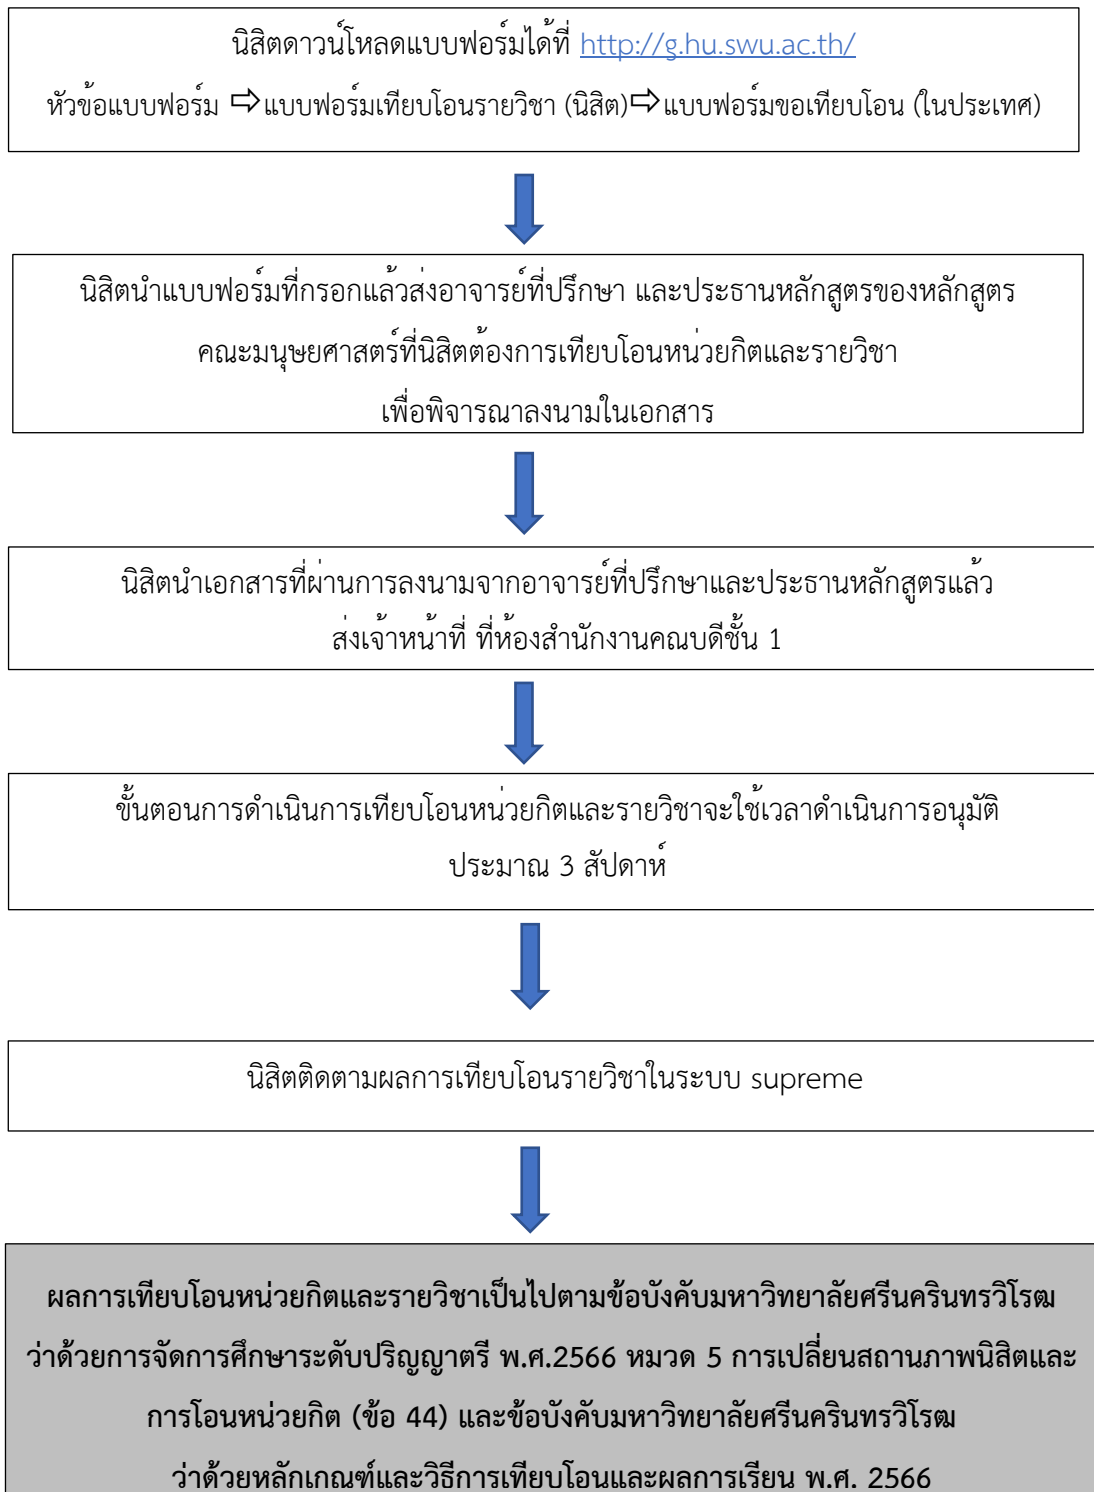 นิสิตดาวน์โหลดแบบฟอร์มได้ที่ http://g.hu.swu.ac.th/
หัวข้อแบบฟอร์ม ⇨ แบบฟอร์มเทียบโอนรายวิชา (นิสิต) ⇨ แบบฟอร์มขอเทียบโอน (ในประเทศ)
นิสิตนำแบบฟอร์มที่กรอกแล้วส่งอาจารย์ที่ปรึกษา และประธานหลักสูตรของหลักสูตร
คณะมนุษยศาสตร์ที่นิสิตต้องการเทียบโอนหน่วยกิตและรายวิชา
เพื่อพิจารณาลงนามในเอกสาร
นิสิตนำเอกสารที่ผ่านการลงนามจากอาจารย์ที่ปรึกษาและประธานหลักสูตรแล้ว
ส่งเจ้าหน้าที่ ที่ห้องสำนักงานคณบดีชั้น 1
ขั้นตอนการดำเนินการเทียบโอนหน่วยกิตและรายวิชาจะใช้เวลาดำเนินการอนุมัติ
ประมาณ 3 สัปดาห์
นิสิตติดตามผลการเทียบโอนรายวิชาในระบบ supreme
ผลการเทียบโอนหน่วยกิตและรายวิชาเป็นไปตามข้อบังคับมหาวิทยาลัยศรีนครินทรวิโรฒ
ว่าด้วยการจัดการศึกษาระดับปริญญาตรี พ.ศ.2566 หมวด 5 การเปลี่ยนสถานภาพนิสิตและ
การโอนหน่วยกิต (ข้อ 44) และข้อบังคับมหาวิทยาลัยศรีนครินทรวิโรฒ
ว่าด้วยหลักเกณฑ์และวิธีการเทียบโอนและผลการเรียน พ.ศ. 2566